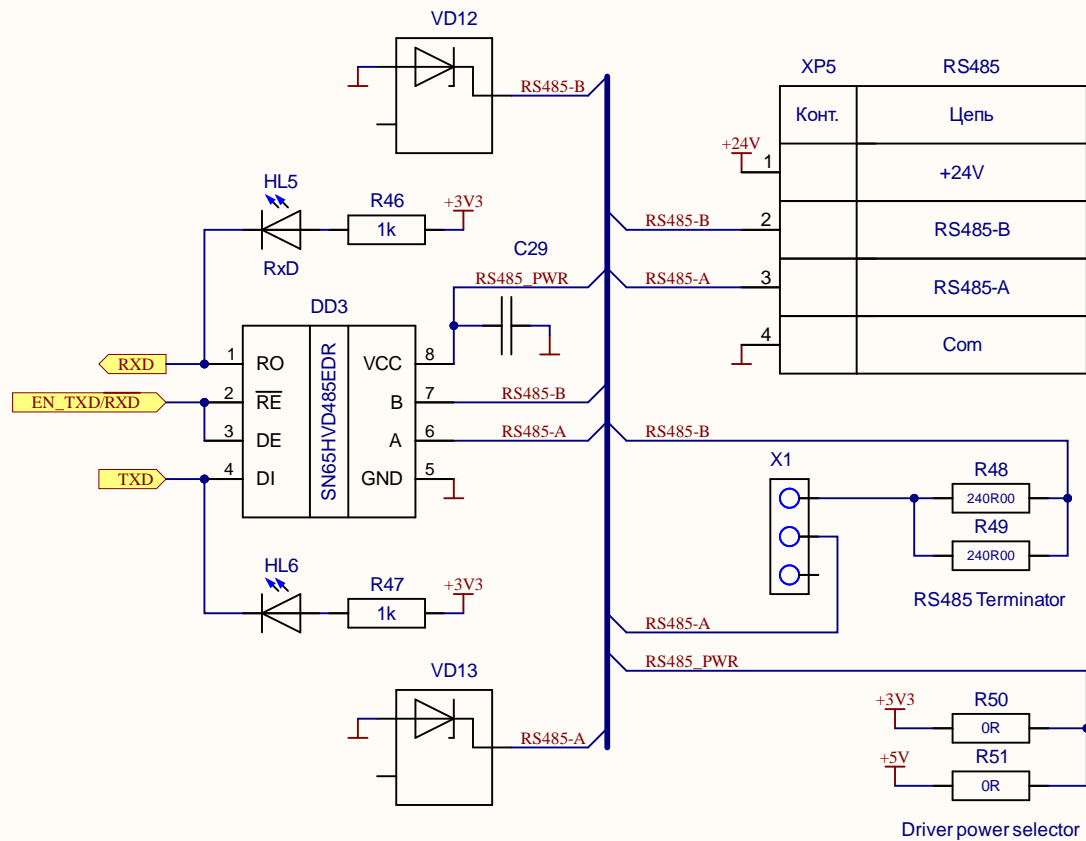 VD12
RS485-B
XP5 RS485
Конт. Цепь
+24V
1 +24V
2 RS485-B
3 RS485-A
4 Com
RS485-B
RS485-A
HL5
RxD
R46
1k
+3V3
C29
RS485_PWR
DD3
SN65HVD485EDR
RXD
1 RO VCC 8
EN_TXD/RXD
2 RE B 7
RS485-B
3 DE A 6
RS485-A
TXD
4 DI GND 5
RS485-B
X1
R48
240R00
R49
240R00
RS485 Terminator
HL6
R47
1k
+3V3
RS485-A
RS485_PWR
VD13
RS485-A
+3V3
R50
0R
+5V
R51
0R
Driver power selector